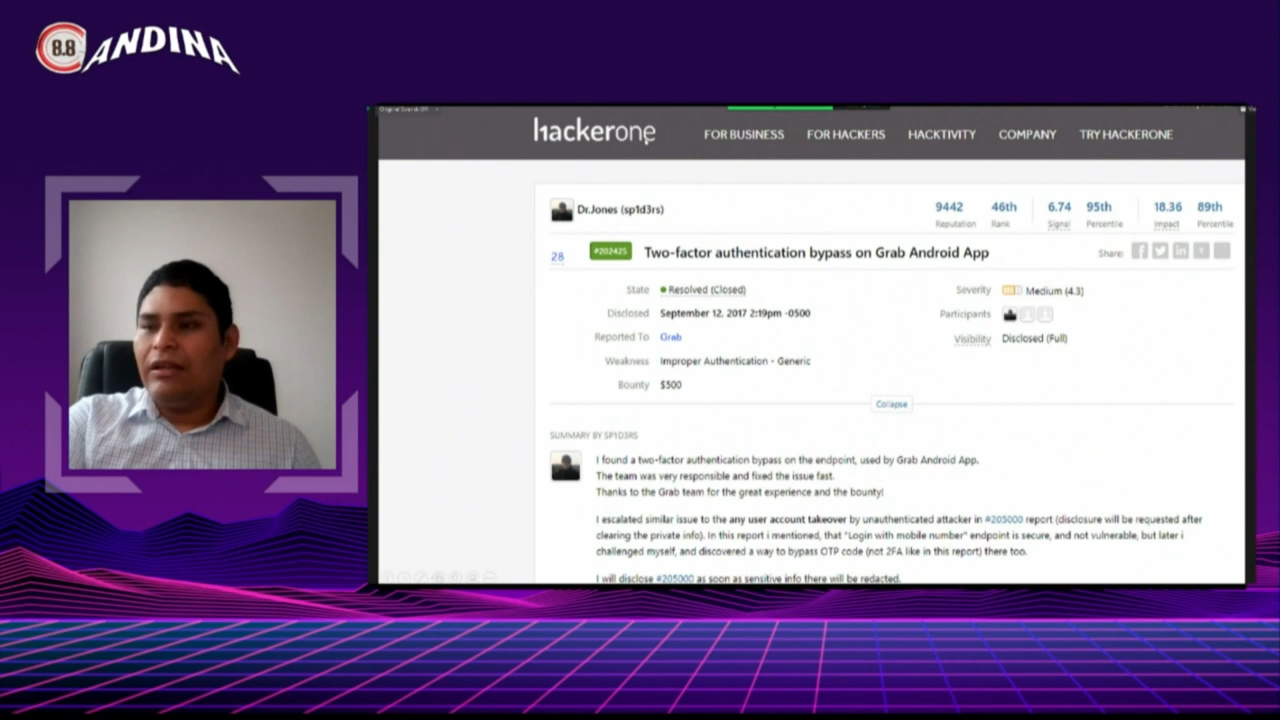 8.8 ANDINA
hackerone FOR BUSINESS FOR HACKERS HACKTIVITY COMPANY TRY HACKERONE
Dr.Jones (sp1d3rs) 9442 46th 6.74 95th 18.36 89th
Reputation Rank Signal Percentile Impact Percentile
28 #202425 Two-factor authentication bypass on Grab Android App Share:
State Resolved (Closed) Severity Medium (4.3)
Disclosed September 12, 2017 2:19pm -0500 Participants
Reported To Grab Visibility Disclosed (Full)
Weakness Improper Authentication - Generic
Bounty $500
Collapse
SUMMARY BY SP1D3RS
I found a two-factor authentication bypass on the endpoint, used by Grab Android App.
The team was very responsible and fixed the issue fast.
Thanks to the Grab team for the great experience and the bounty!
I escalated similar issue to the any user account takeover by unauthenticated attacker in #205000 report (disclosure will be requested after
clearing the private info). In this report i mentioned, that "Login with mobile number" endpoint is secure, and not vulnerable, but later i
challenged myself, and discovered a way to bypass OTP code (not 2FA like in this report) there too.
I will disclose #205000 as soon as sensitive info there will be redacted.